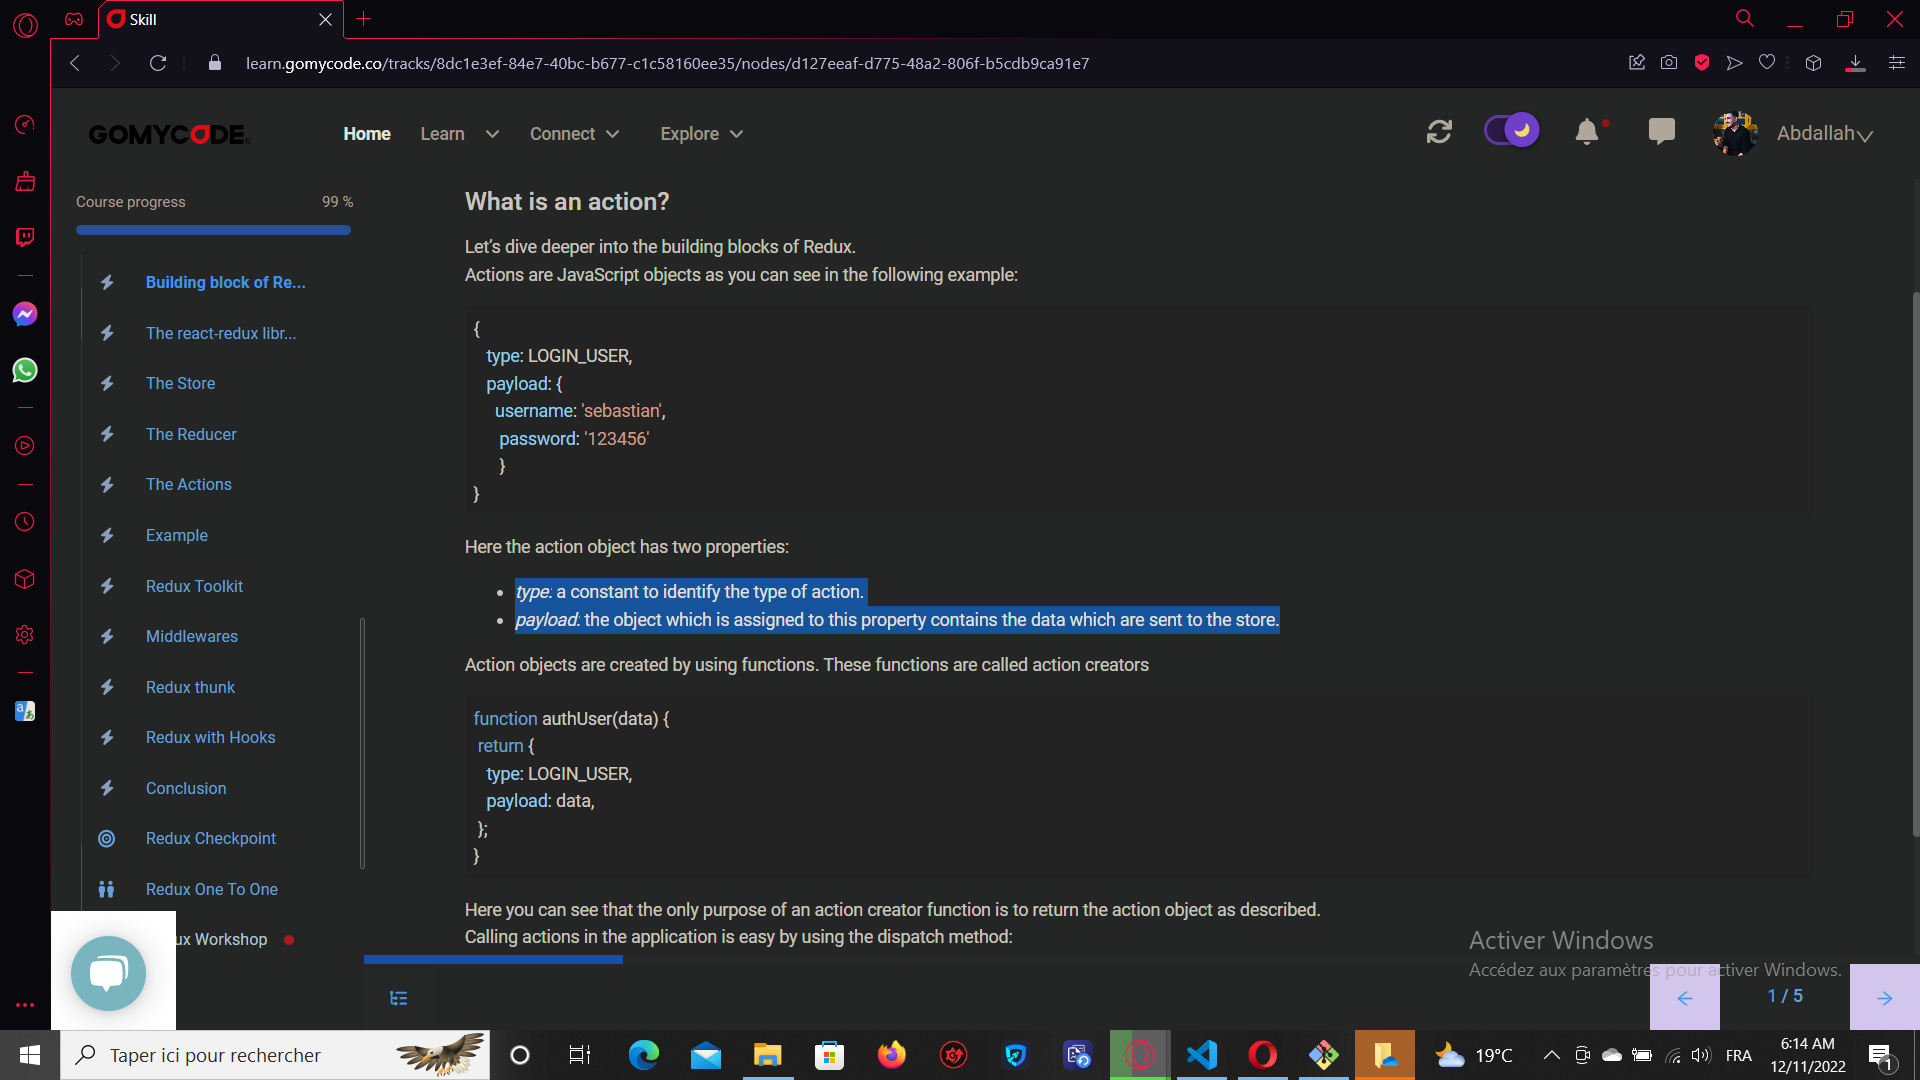 Skill
learn.gomycode.co/tracks/8dc1e3ef-84e7-40bc-b677-c1c58160ee35/nodes/d127eeaf-d775-48a2-806f-b5cdb9ca91e7
GOMYCODE
Home
Learn
Connect
Explore
Abdallah
Course progress
99 %
Building block of Re...
The react-redux libr...
The Store
The Reducer
The Actions
Example
Redux Toolkit
Middlewares
Redux thunk
Redux with Hooks
Conclusion
Redux Checkpoint
Redux One To One
ux Workshop
What is an action?
Let's dive deeper into the building blocks of Redux.
Actions are JavaScript objects as you can see in the following example:
{
type: LOGIN_USER,
payload: {
username: 'sebastian',
password: '123456'
}
}
Here the action object has two properties:
• type: a constant to identify the type of action.
• payload: the object which is assigned to this property contains the data which are sent to the store.
Action objects are created by using functions. These functions are called action creators
function authUser(data) {
return {
type: LOGIN_USER,
payload: data,
};
}
Here you can see that the only purpose of an action creator function is to return the action object as described.
Calling actions in the application is easy by using the dispatch method:
Activer Windows
Accédez aux paramètres pour activer Windows.
1 / 5
Taper ici pour rechercher
19°C
FRA
6:14 AM
12/11/2022
1